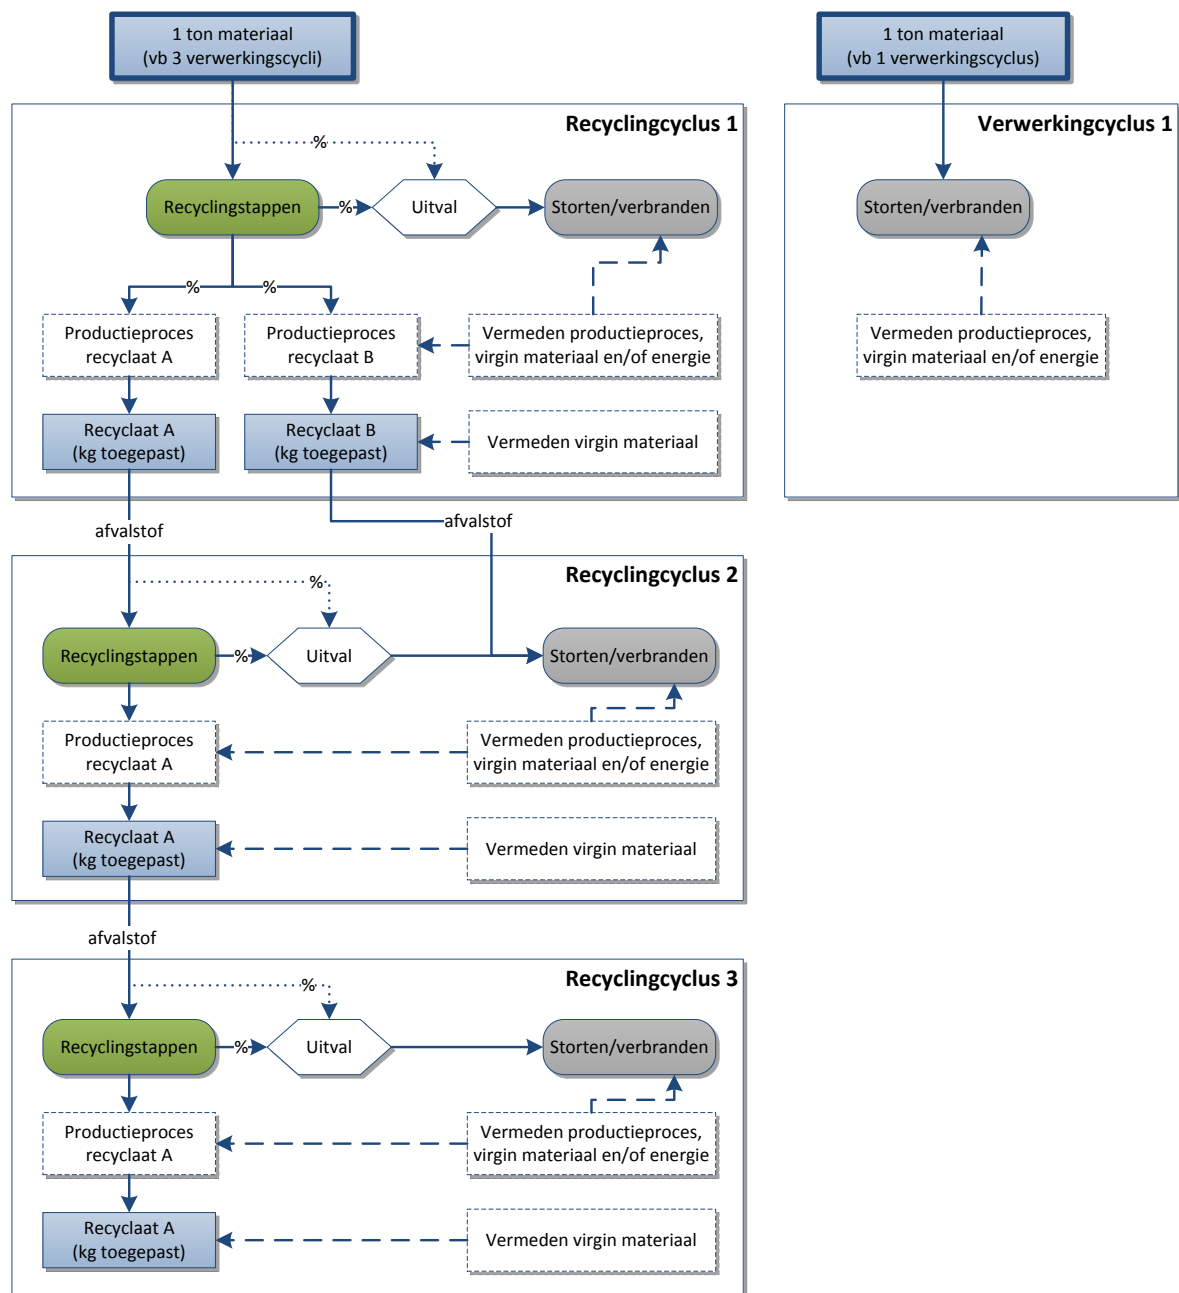 1 ton materiaal
(vb 3 verwerkingscycli)
1 ton materiaal
(vb 1 verwerkingscyclus)
Recyclingcyclus 1
%
Recyclingstappen
%
Uitval
Storten/verbranden
%
%
Productieproces
recyclaat A
Productieproces
recyclaat B
Vermeden productieproces,
virgin materiaal en/of energie
Recyclaat A
(kg toegepast)
Recyclaat B
(kg toegepast)
Vermeden virgin materiaal
Verwerkingcyclus 1
Storten/verbranden
Vermeden productieproces,
virgin materiaal en/of energie
afvalstof
afvalstof
Recyclingcyclus 2
%
Recyclingstappen
%
Uitval
Storten/verbranden
Productieproces
recyclaat A
Vermeden productieproces,
virgin materiaal en/of energie
Recyclaat A
(kg toegepast)
Vermeden virgin materiaal
afvalstof
Recyclingcyclus 3
%
Recyclingstappen
%
Uitval
Storten/verbranden
Productieproces
recyclaat A
Vermeden productieproces,
virgin materiaal en/of energie
Recyclaat A
(kg toegepast)
Vermeden virgin materiaal